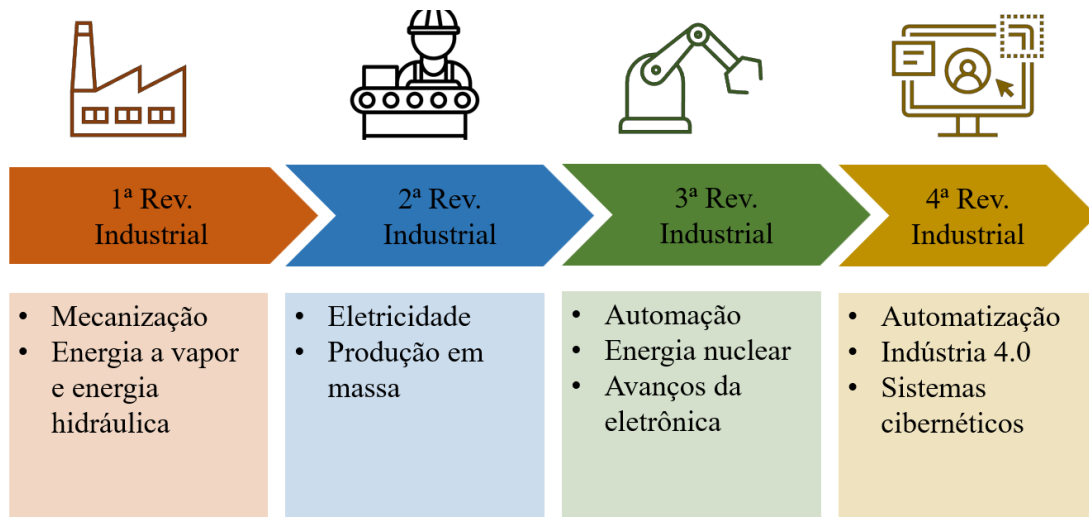 1ª Rev.
Industrial
2ª Rev.
Industrial
3ª Rev.
Industrial
4ª Rev.
Industrial
• Mecanização
• Energia a vapor
e energia
hidráulica
• Eletricidade
• Produção em
massa
• Automação
• Energia nuclear
• Avanços da
eletrônica
• Automatização
• Indústria 4.0
• Sistemas
cibernéticos